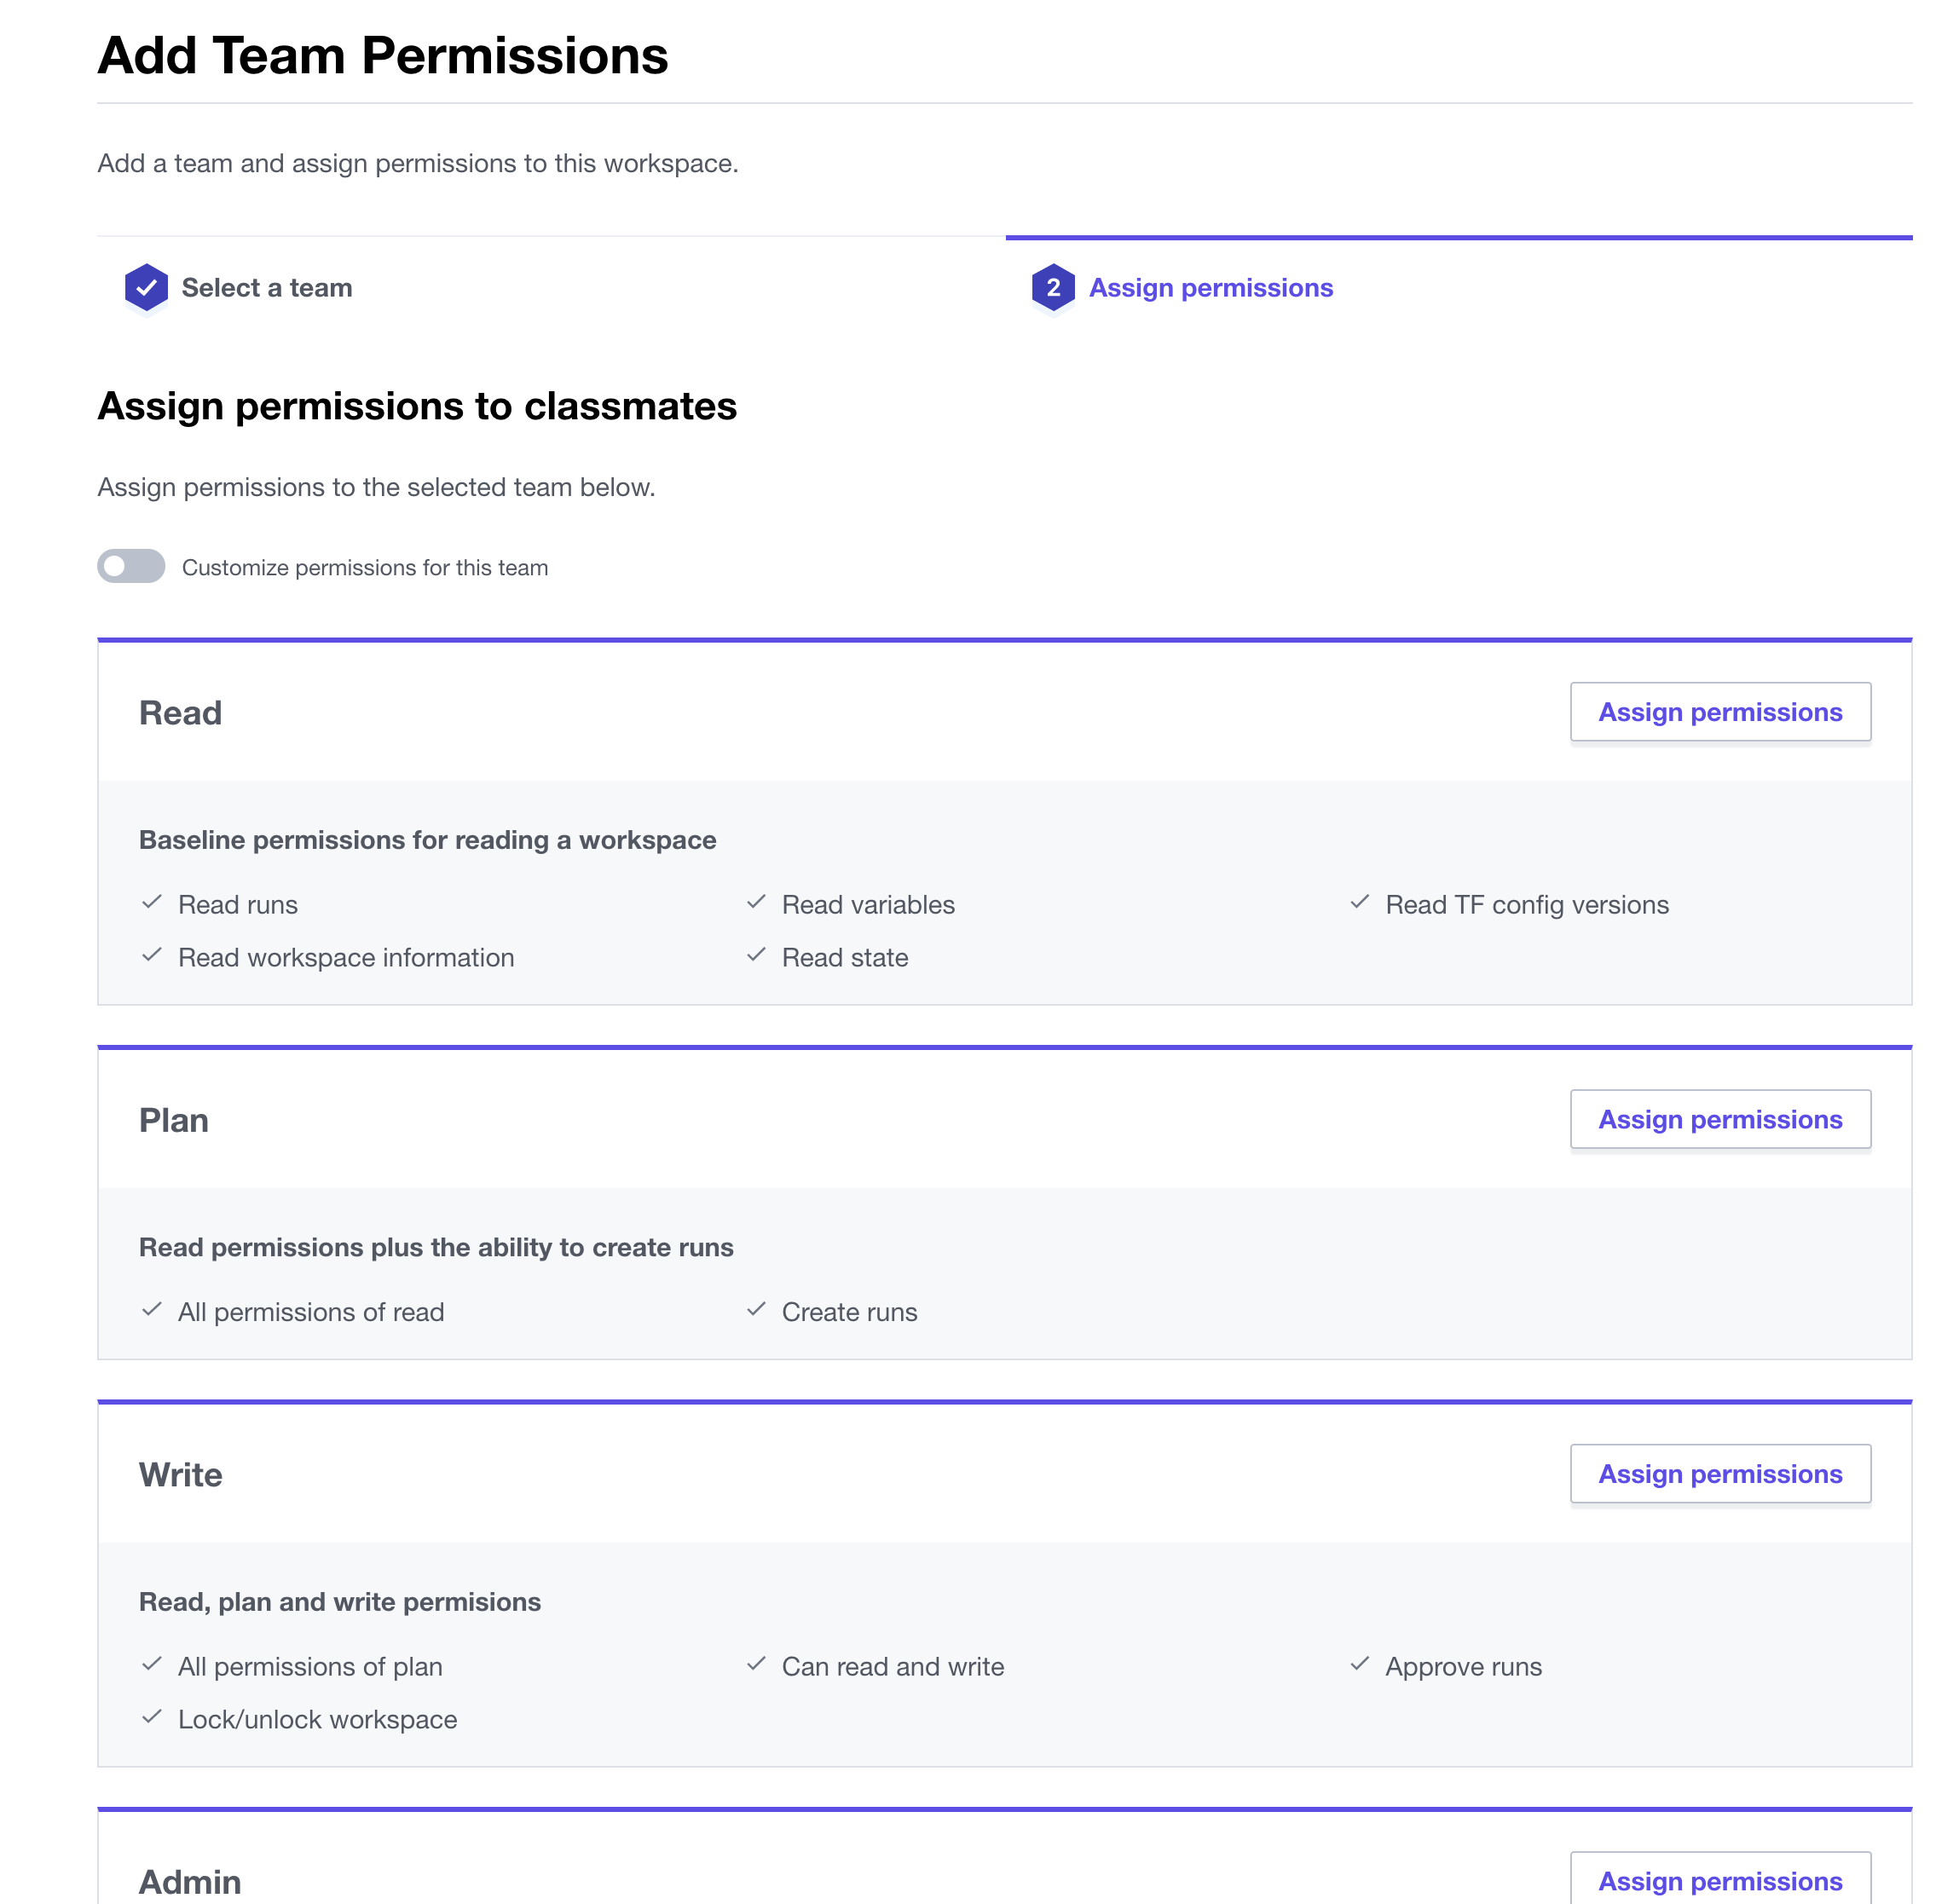 Add Team Permissions
Add a team and assign permissions to this workspace.
Select a team
2 Assign permissions
Assign permissions to classmates
Assign permissions to the selected team below.
Customize permissions for this team
Read
Assign permissions
Baseline permissions for reading a workspace
Read runs
Read variables
Read TF config versions
Read workspace information
Read state
Plan
Assign permissions
Read permissions plus the ability to create runs
All permissions of read
Create runs
Write
Assign permissions
Read, plan and write permisions
All permissions of plan
Can read and write
Approve runs
Lock/unlock workspace
Admin
Assign permissions